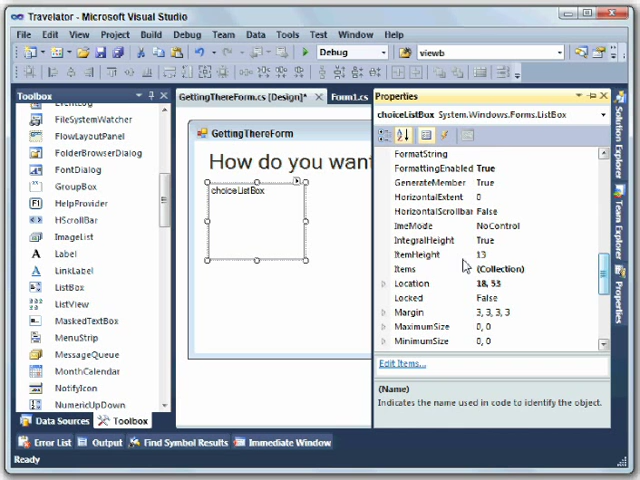 Travelator - Microsoft Visual Studio
File Edit View Project Build Debug Team Data Tools Test Window Help
Debug viewb
Toolbox
FileSystemWatcher
FlowLayoutPanel
FolderBrowserDialog
FontDialog
GroupBox
HelpProvider
HScrollBar
ImageList
Label
LinkLabel
ListBox
ListView
MaskedTextBox
MenuStrip
MessageQueue
MonthCalendar
NotifyIcon
NumericUpDown
Data Sources Toolbox
GettingThereForm.cs [Design]* Form1.cs
GettingThereForm
How do you want
choiceListBox
Properties
choiceListBox System.Windows.Forms.ListBox
FormatString
FormattingEnabled True
GenerateMember True
HorizontalExtent 0
HorizontalScrollbar False
ImeMode NoControl
IntegralHeight True
ItemHeight 13
Items (Collection)
Location 18, 53
Locked False
Margin 3, 3, 3, 3
MaximumSize 0, 0
MinimumSize 0, 0
Edit Items...
(Name)
Indicates the name used in code to identify the object.
Solution Explorer
Team Explorer
Properties
Error List Output Find Symbol Results Immediate Window
Ready